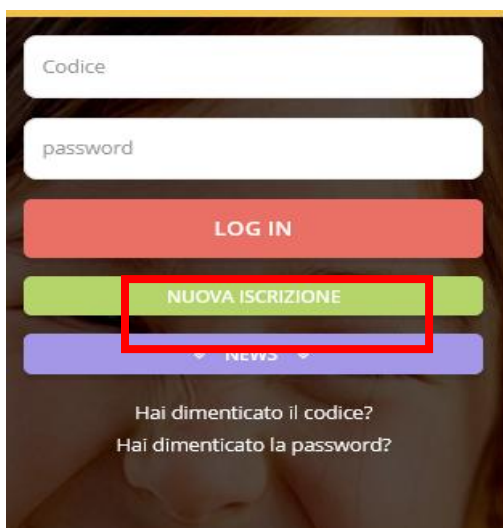 Codice
password
LOG IN
NUOVA ISCRIZIONE
NEWS
Hai dimenticato il codice?
Hai dimenticato la password?